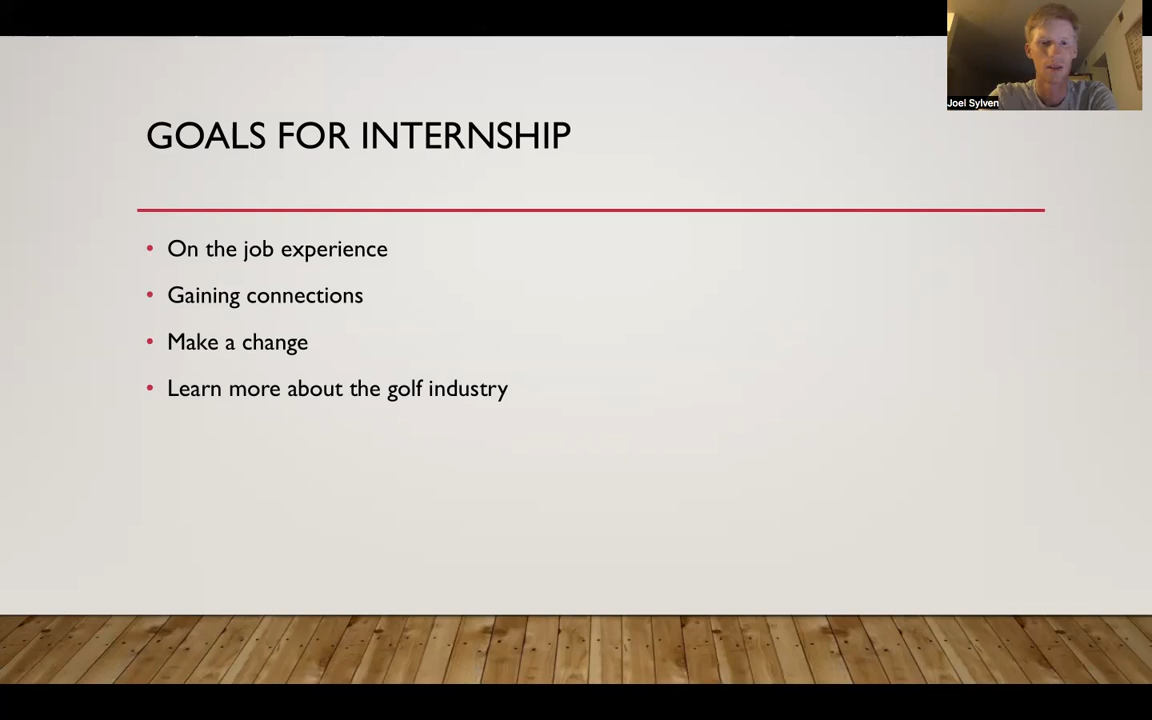 Joel Sylven
GOALS FOR INTERNSHIP
• On the job experience
• Gaining connections
• Make a change
• Learn more about the golf industry